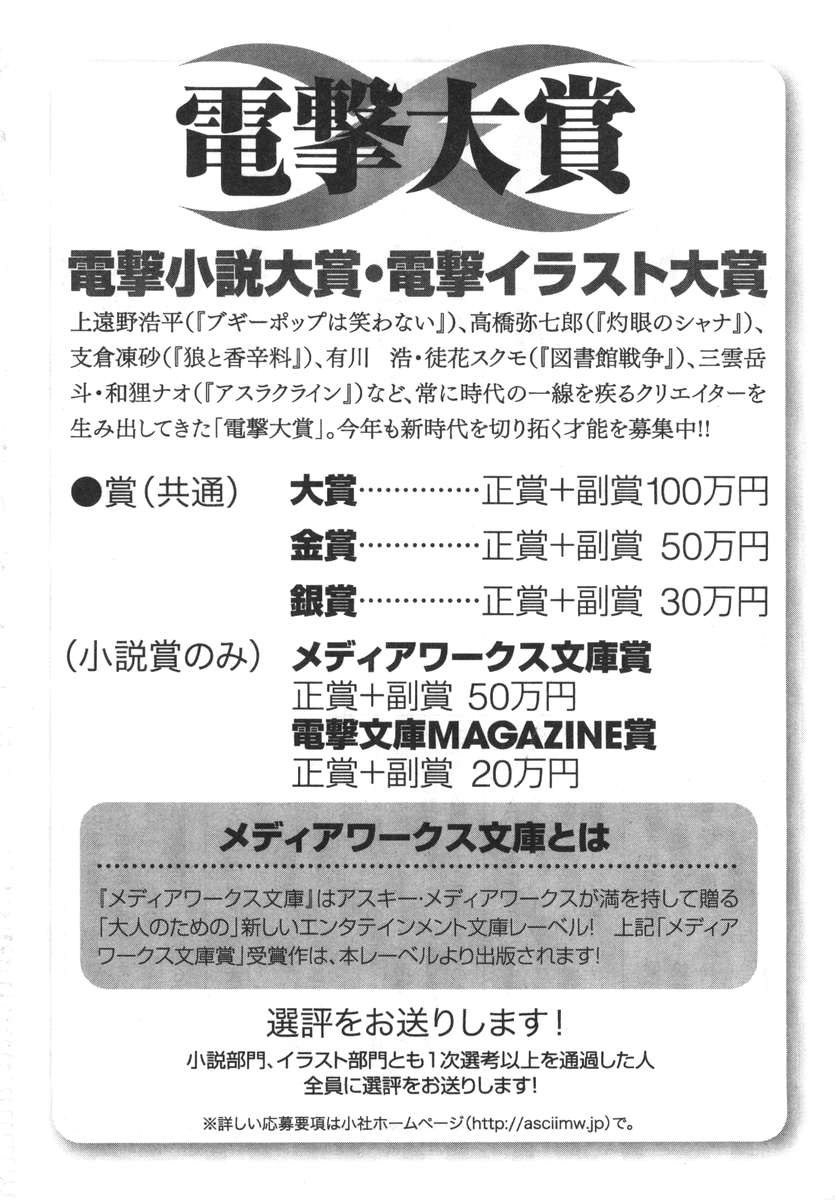 電撃大賞
電撃小説大賞・電撃イラスト大賞
上遠野浩平(『ブギーポップは笑わない』)、高橋弥七郎(『灼眼のシャナ』)、
支倉凍砂(『狼と香辛料』)、有川 浩・徒花スクモ(『図書館戦争』)、三雲岳
斗・和狸ナオ(『アスラクライン』)など、常に時代の一線を疾るクリエイターを
生み出してきた「電撃大賞」。今年も新時代を切り拓く才能を募集中!!
●賞(共通) 大賞…………正賞+副賞100万円
金賞…………正賞+副賞 50万円
銀賞…………正賞+副賞 30万円
(小説賞のみ) メディアワークス文庫賞
正賞+副賞 50万円
電撃文庫MAGAZINE賞
正賞+副賞 20万円
メディアワークス文庫とは
『メディアワークス文庫』はアスキー・メディアワークスが満を持して贈る
「大人のための」新しいエンタテインメント文庫レーベル! 上記「メディア
ワークス文庫賞」受賞作は、本レーベルより出版されます!
選評をお送りします!
小説部門、イラスト部門とも1次選考以上を通過した人
全員に選評をお送りします!
※詳しい応募要項は小社ホームページ(http://asciimw.jp)で。